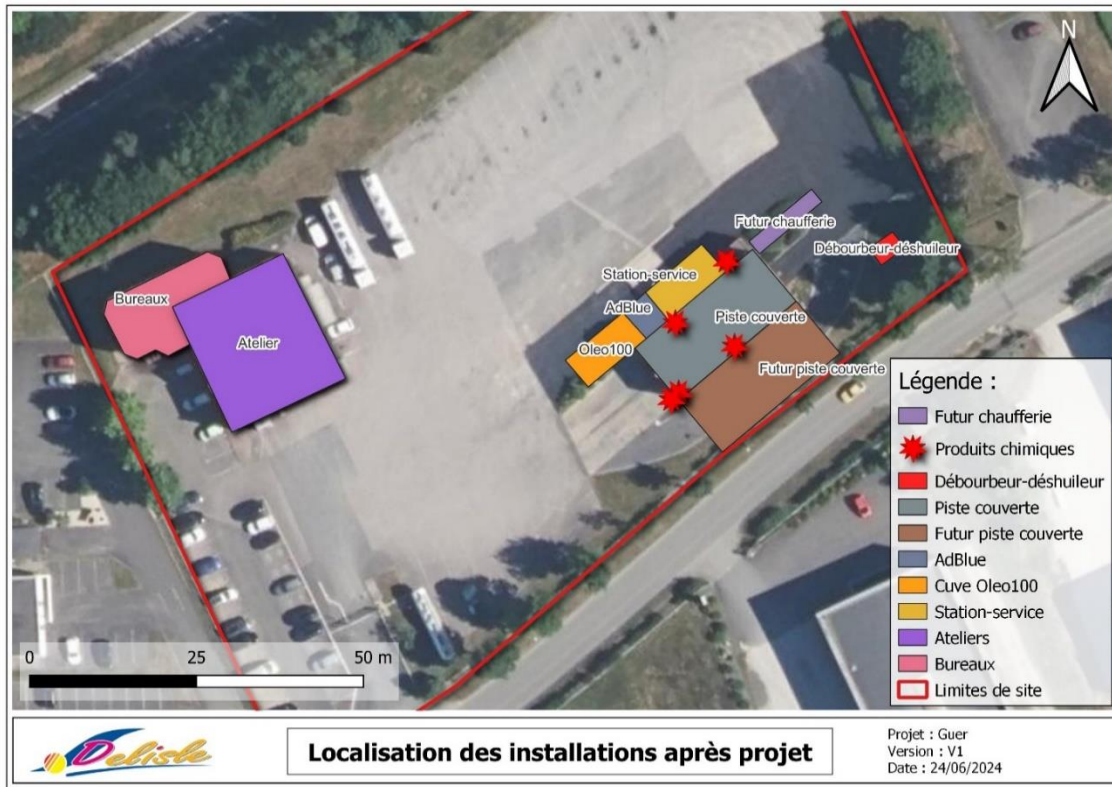 N
Futur chaufferie
Débourbeur-déshuileur
Station-service
Bureaux
AdBlue
Piste couverte
Atelier
Oleo100
Futur piste couverte
Légende :
Futur chaufferie
Produits chimiques
Débourbeur-déshuileur
Piste couverte
Futur piste couverte
AdBlue
Cuve Oleo100
Station-service
Ateliers
Bureaux
Limites de site
0 25 50 m
Delisle
Localisation des installations après projet
Projet : Guer
Version : V1
Date : 24/06/2024